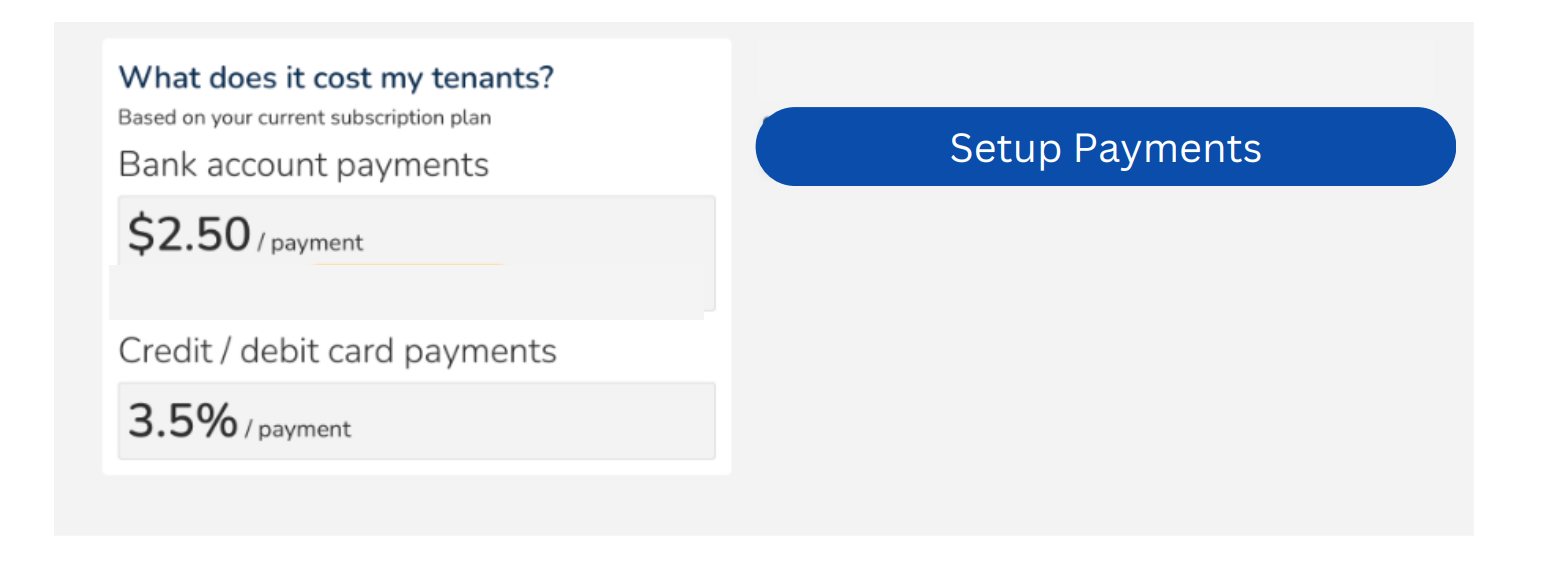 What does it cost my tenants?
Based on your current subscription plan
Bank account payments
$2.50 / payment
Credit / debit card payments
3.5% / payment
Setup Payments